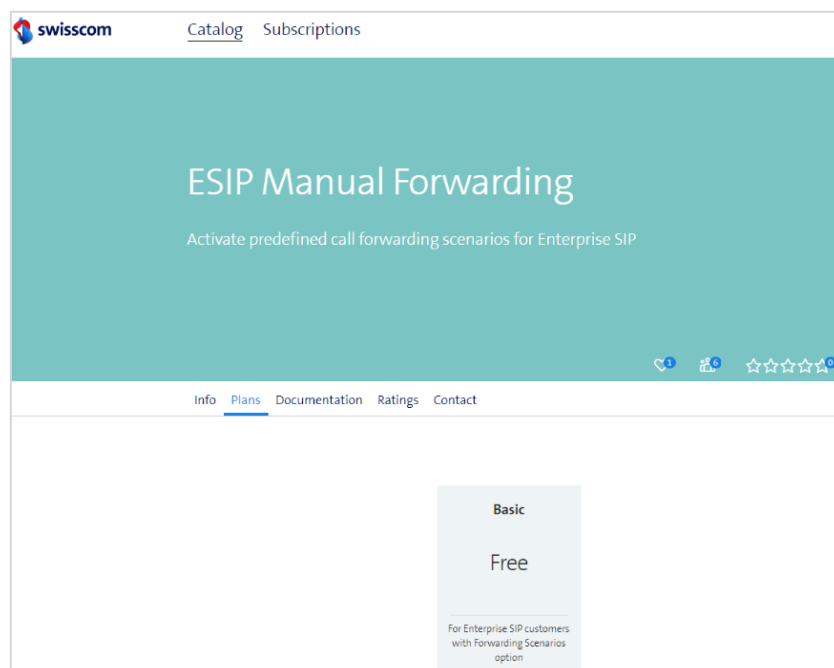 swisscom Catalog Subscriptions
ESIP Manual Forwarding
Activate predefined call forwarding scenarios for Enterprise SIP
1 6 0
Info Plans Documentation Ratings Contact
Basic
Free
For Enterprise SIP customers
with Forwarding Scenarios
option